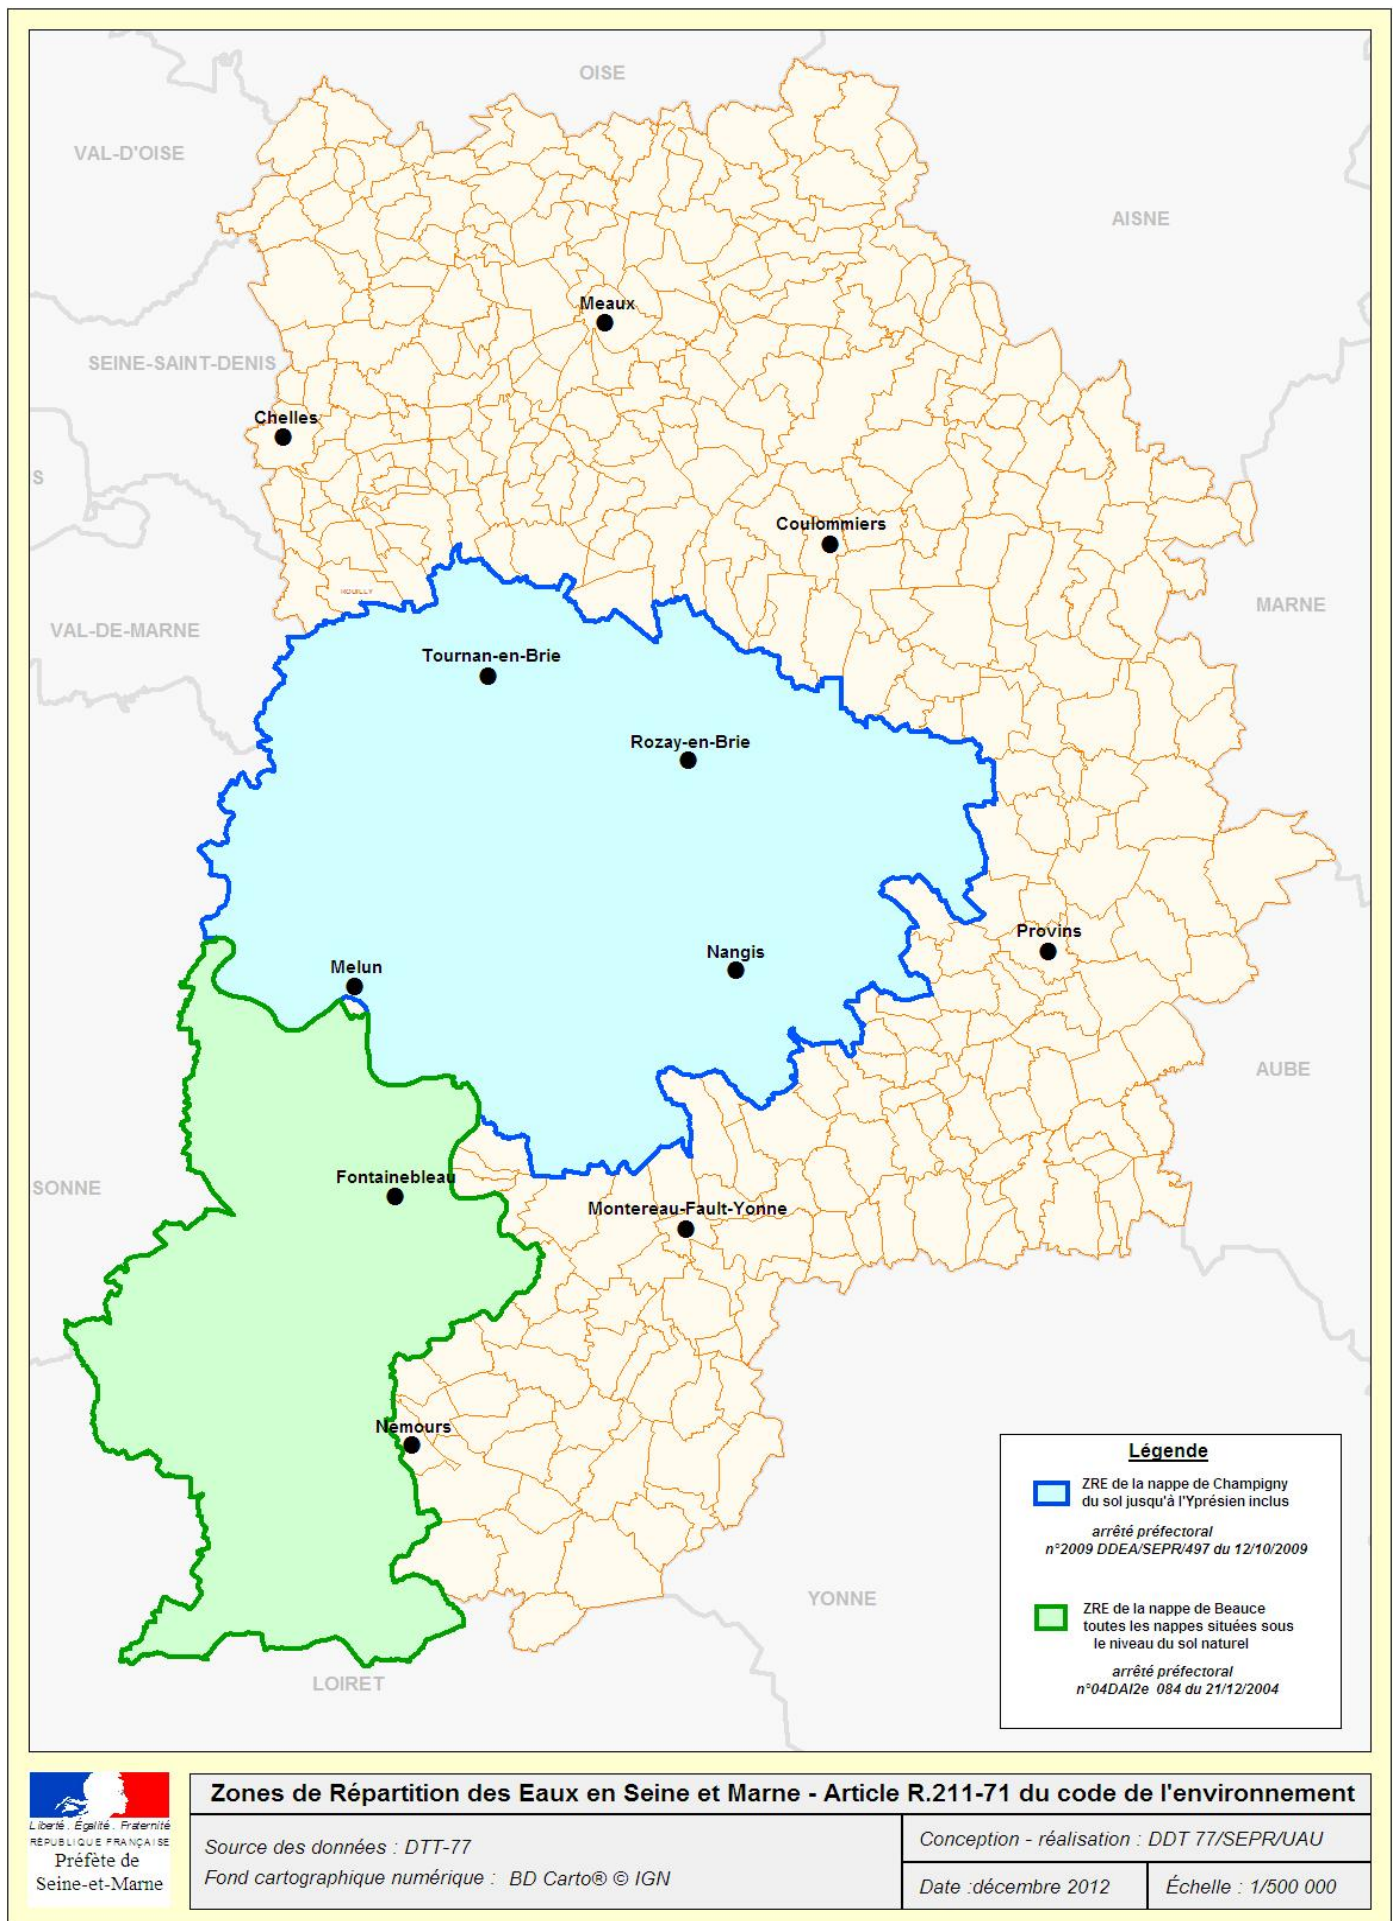 OISE
VAL-D'OISE
AISNE
Meaux
SEINE-SAINT-DENIS
Chelles
S
Coulommiers
ROUILLY
MARNE
VAL-DE-MARNE
Tournan-en-Brie
Rozay-en-Brie
Provins
Nangis
Melun
AUBE
Fontainebleau
SONNE
Montereau-Fault-Yonne
Nemours
YONNE
LOIRET
Légende
ZRE de la nappe de Champigny
du sol jusqu'à l'Yprésien inclus
arrêté préfectoral
n°2009 DDEA/SEPR/497 du 12/10/2009
ZRE de la nappe de Beauce
toutes les nappes situées sous
le niveau du sol naturel
arrêté préfectoral
n°04DAI2e 084 du 21/12/2004
Liberté . Égalité . Fraternité
RÉPUBLIQUE FRANÇAISE
Préfète de
Seine-et-Marne
Zones de Répartition des Eaux en Seine et Marne - Article R.211-71 du code de l'environnement
Source des données : DTT-77
Fond cartographique numérique : BD Carto® © IGN
Conception - réalisation : DDT 77/SEPR/UAU
Date :décembre 2012
Échelle : 1/500 000